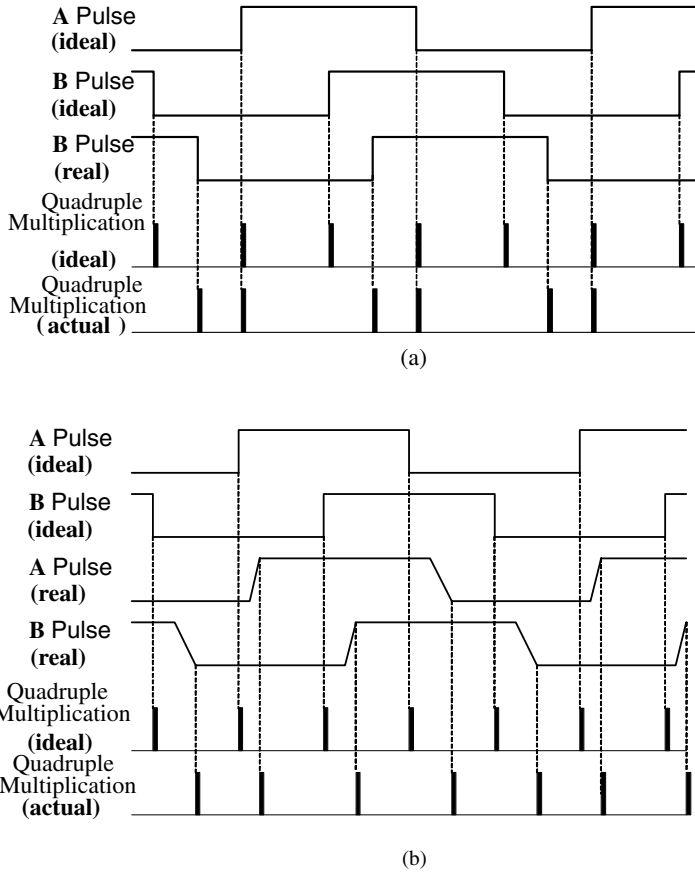 A Pulse
(ideal)
B Pulse
(ideal)
B Pulse
(real)
Quadruple
Multiplication
(ideal)
Quadruple
Multiplication
(actual)
(a)
A Pulse
(ideal)
B Pulse
(ideal)
A Pulse
(real)
B Pulse
(real)
Quadruple
Multiplication
(ideal)
Quadruple
Multiplication
(actual)
(b)